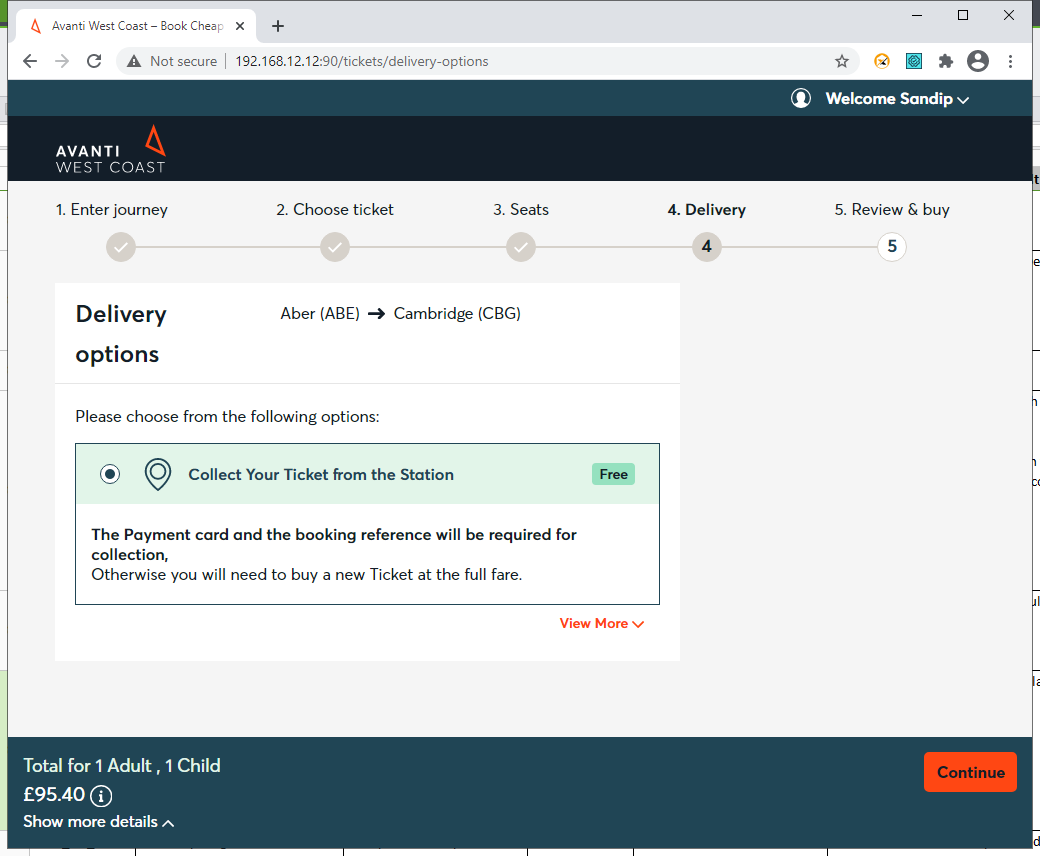 Avanti West Coast – Book Cheap
Not secure | 192.168.12.12:90/tickets/delivery-options
Welcome Sandip
AVANTI
WEST COAST
1. Enter journey 2. Choose ticket 3. Seats 4. Delivery 5. Review & buy
4 5
Delivery
options
Aber (ABE) → Cambridge (CBG)
Please choose from the following options:
Collect Your Ticket from the Station Free
The Payment card and the booking reference will be required for
collection,
Otherwise you will need to buy a new Ticket at the full fare.
View More
Total for 1 Adult , 1 Child
£95.40
Show more details
Continue